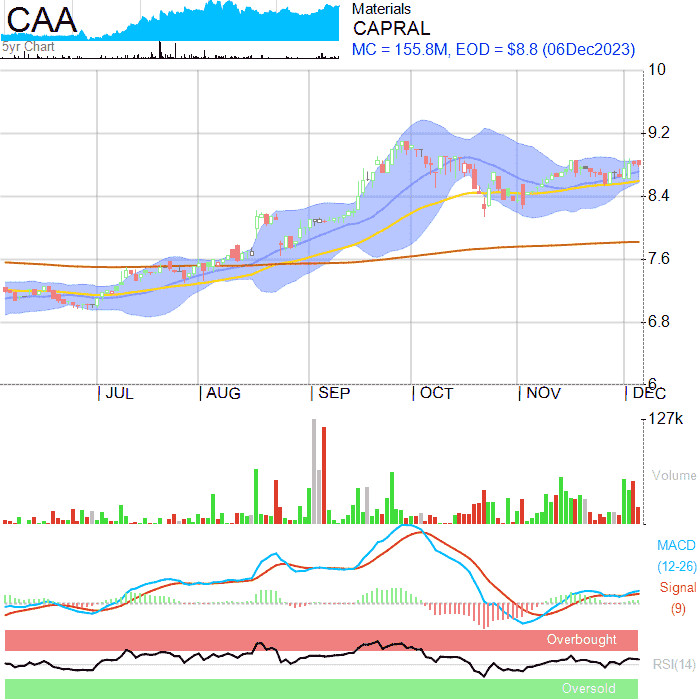 CAA
5yr Chart
Materials
CAPRAL
MC = 155.8M, EOD = $8.8 (06Dec2023)
10
9.2
8.4
7.6
6.8
6
JUL AUG SEP OCT NOV DEC
127k
Volume
MACD
(12-26)
Signal
(9)
Overbought
RSI(14)
Oversold